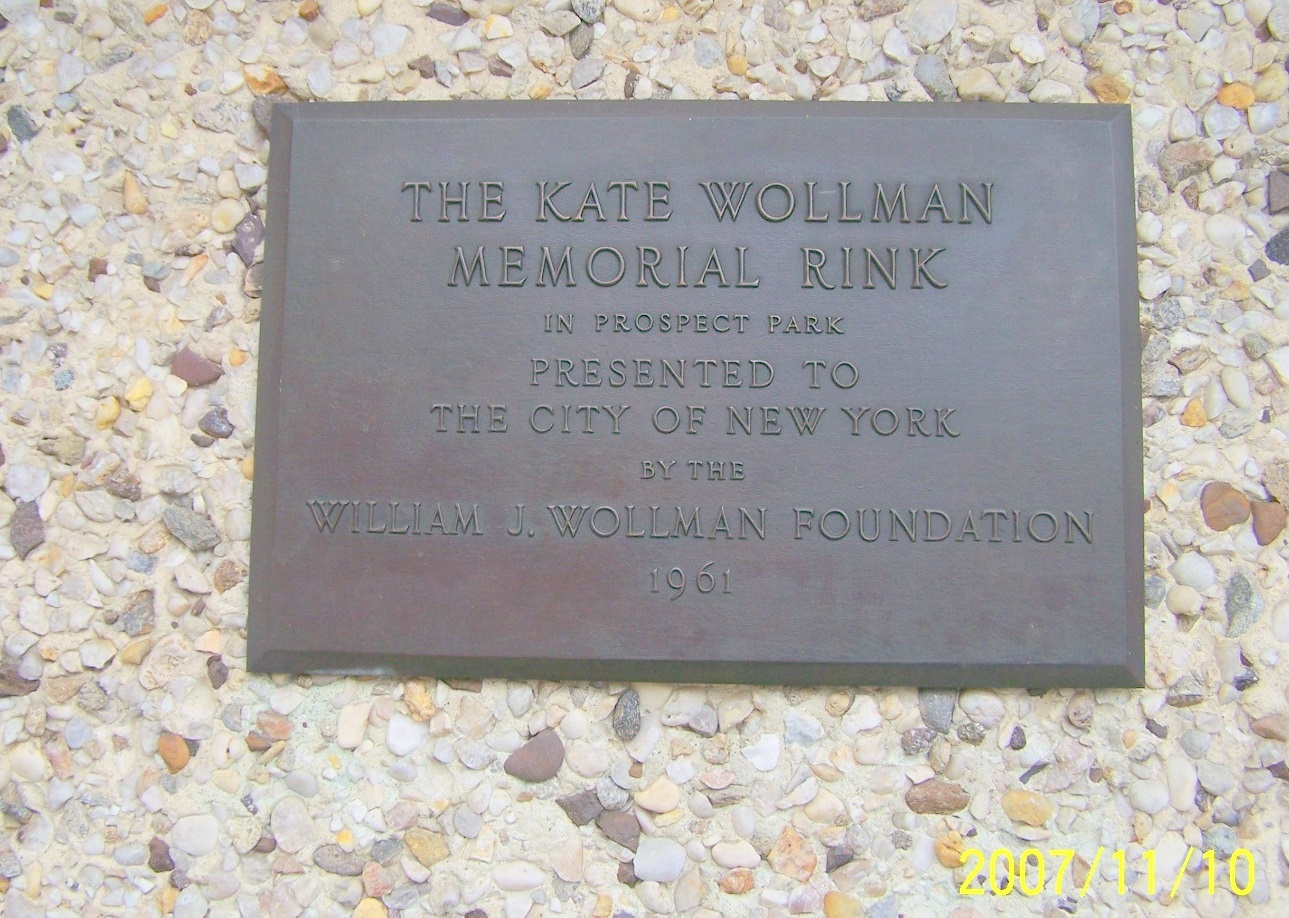 THE KATE WOLLMAN
MEMORIAL RINK
IN PROSPECT PARK
PRESENTED TO
THE CITY OF NEW YORK
BY THE
WILLIAM J. WOLLMAN FOUNDATION
1961
2007/11/10